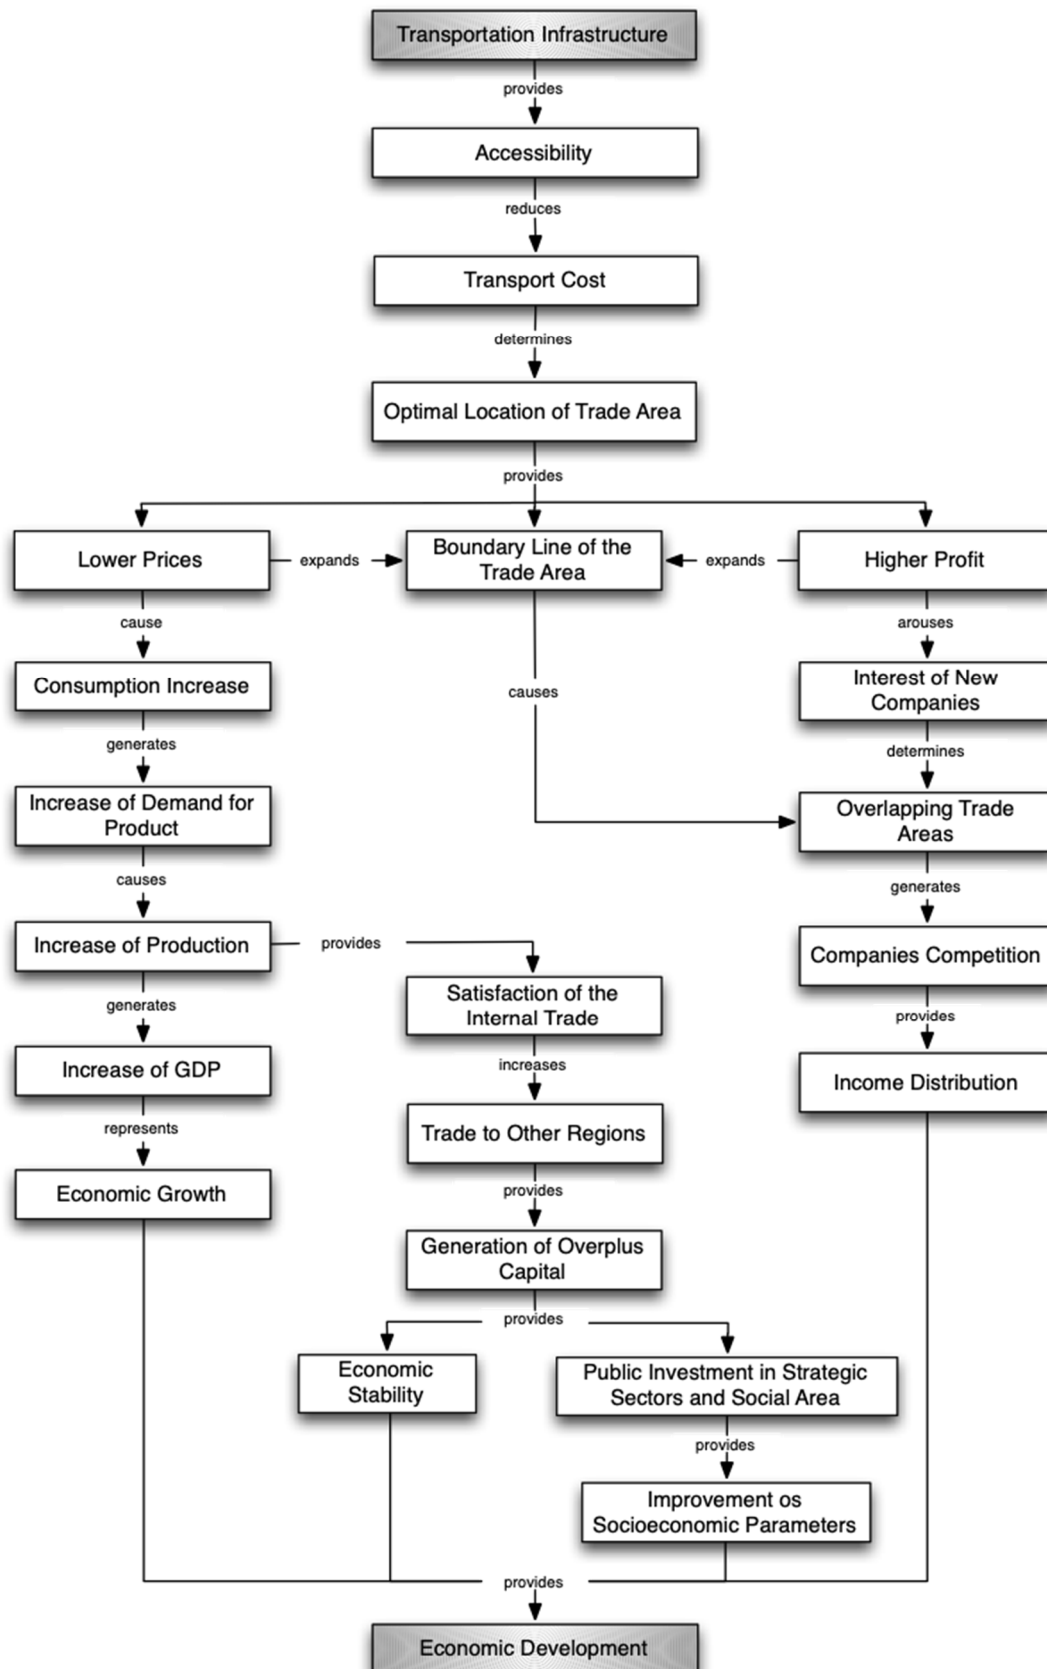 Transportation Infrastructure
provides
Accessibility
reduces
Transport Cost
determines
Optimal Location of Trade Area
provides
Lower Prices
expands
Boundary Line of the
Trade Area
expands
Higher Profit
cause
arouses
Consumption Increase
causes
Interest of New
Companies
generates
determines
Increase of Demand for
Product
Overlapping Trade
Areas
causes
generates
Increase of Production
provides
Companies Competition
Satisfaction of the
Internal Trade
generates
provides
Increase of GDP
increases
Income Distribution
represents
Trade to Other Regions
Economic Growth
provides
Generation of Overplus
Capital
provides
Economic
Stability
Public Investment in Strategic
Sectors and Social Area
provides
Improvement os
Socioeconomic Parameters
provides
Economic Development